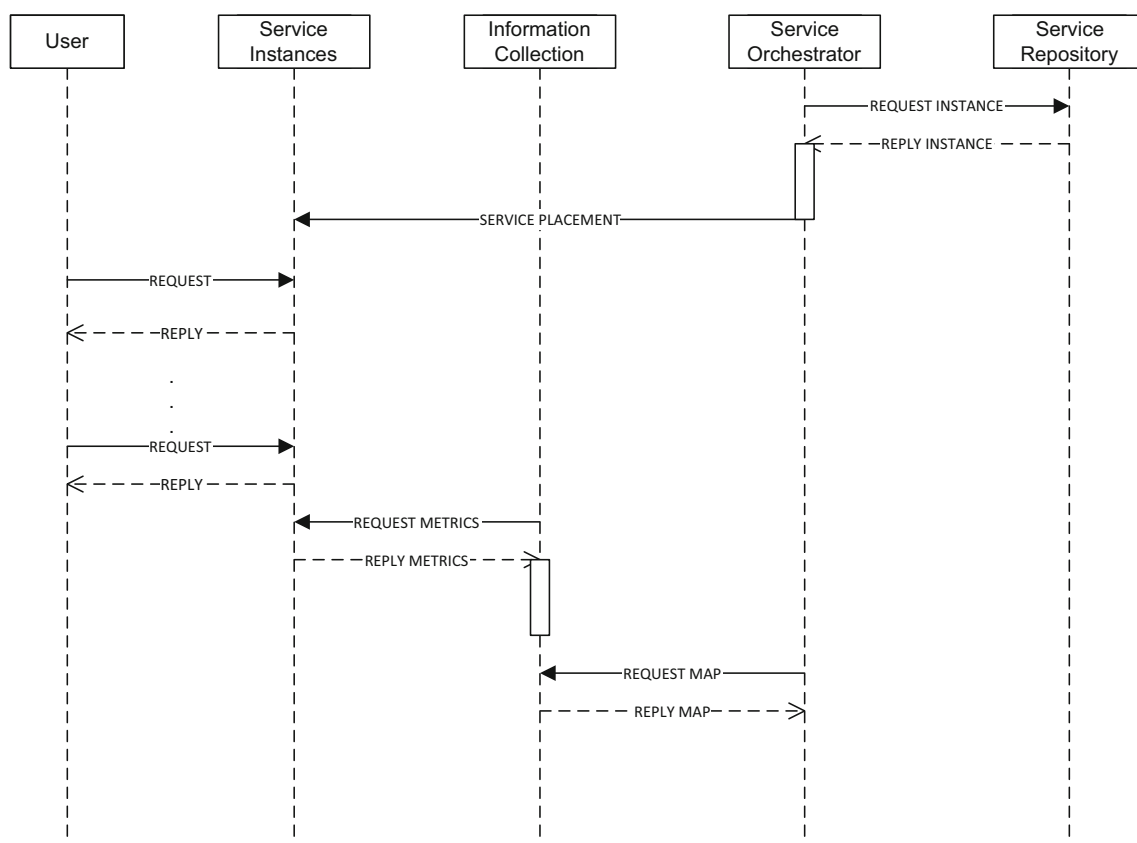 User
Service
Instances
Information
Collection
Service
Orchestrator
Service
Repository
REQUEST INSTANCE
REPLY INSTANCE
SERVICE PLACEMENT
REQUEST
REPLY
.
.
.
REQUEST
REPLY
REQUEST METRICS
REPLY METRICS
REQUEST MAP
REPLY MAP